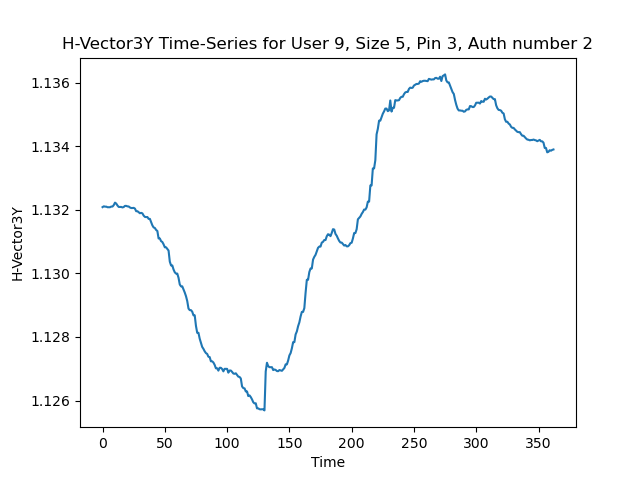 H-Vector3Y Time-Series for User 9, Size 5, Pin 3, Auth number 2
1.136
1.134
1.132
1.130
1.128
1.126
H-Vector3Y
0 50 100 150 200 250 300 350
Time